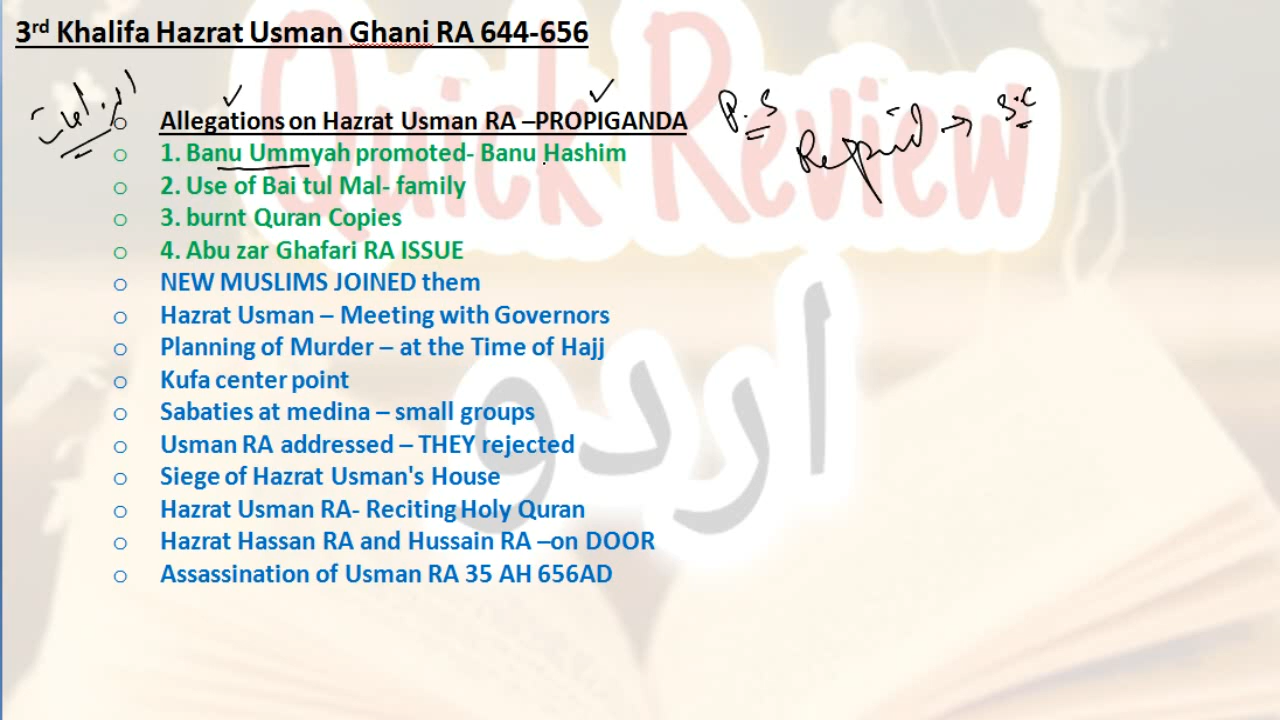 3rd Khalifa Hazrat Usman Ghani RA 644-656
Allegations on Hazrat Usman RA –PROPIGANDA
1. Banu Ummyah promoted- Banu Hashim
2. Use of Bai tul Mal- family
3. burnt Quran Copies
4. Abu zar Ghafari RA ISSUE
NEW MUSLIMS JOINED them
Hazrat Usman – Meeting with Governors
Planning of Murder – at the Time of Hajj
Kufa center point
Sabaties at medina – small groups
Usman RA addressed – THEY rejected
Siege of Hazrat Usman's House
Hazrat Usman RA- Reciting Holy Quran
Hazrat Hassan RA and Hussain RA –on DOOR
Assassination of Usman RA 35 AH 656AD
Quick Review
اردو